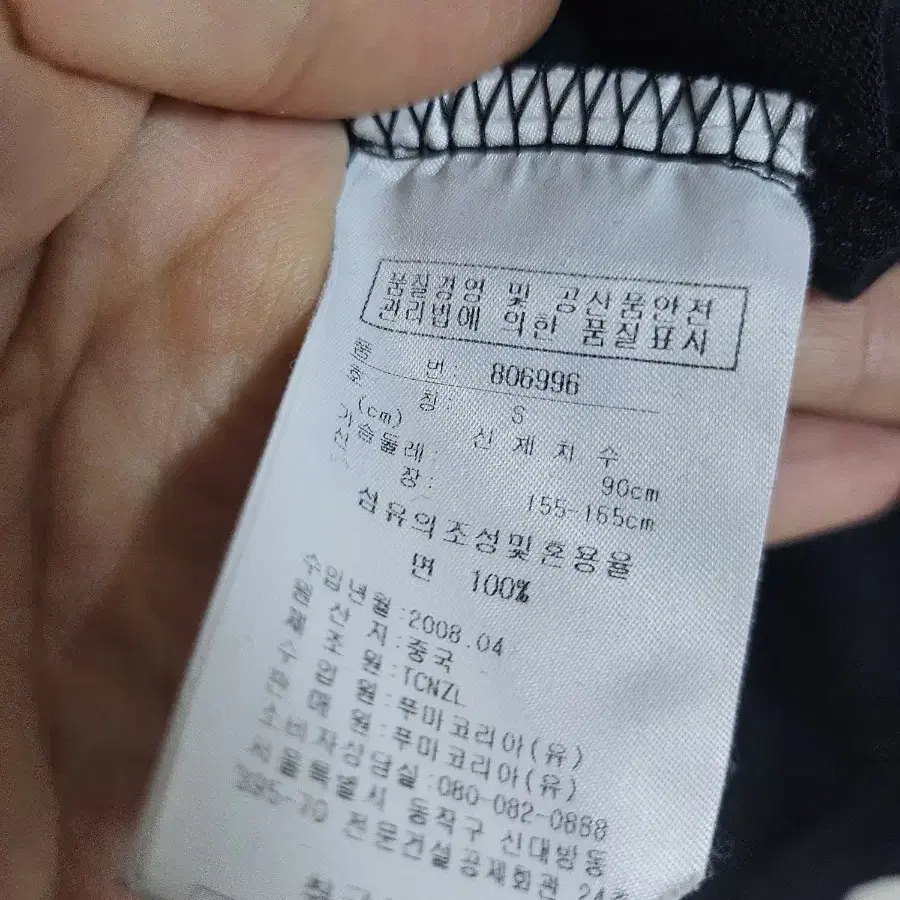 품질경영 및 공산품안전
관리법에 의한 품질표시
품 번: 806996
호 칭: S
(cm) 신체치수
가슴둘레: 90cm
신 장: 155-165cm
섬유의 조성및 혼용율
면 100%
수입년월:2008.04
원산지:중국
제조원:TCNZL
수입원:푸마코리아(유)
판매원:푸마코리아(유)
소비자상담실:080-082-0888
서울특별시 동작구 신대방동
395-70 전문건설공제회관 24